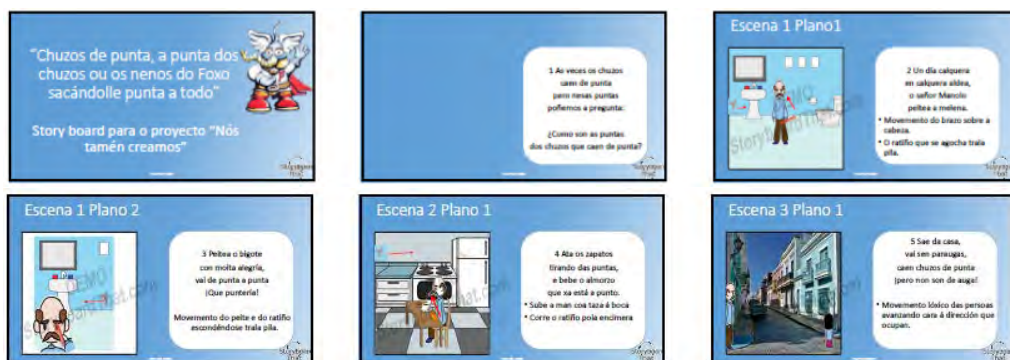 “Chuzos de punta, a punta dos
chuzos ou os nenos do Foxo
sacándolle punta a todo”
Story board para o proyecto “Nós
tamén creamos”
1 As veces os chuzos
caen de punta
pero nesas puntas
poñemos a pregunta:
¿Como son as puntas
dos chuzos que caen de punta?
Escena 1 Plano1
2 Un día calquera
en calquera aldea,
o señor Manolo
peitea a melena.
• Movemento do brazo sobre a
cabeza.
• O ratiño que se agocha trala
pila.
Escena 1 Plano 2
3 Peitea o bigote
con moita alegría,
vai de punta a punta
¡Que puntería!
Movemento do peite e do ratiño
escondéndose trala pila.
Escena 2 Plano 1
4 Ata os zapatos
tirando das puntas,
e bebe o almorzo
que xa está a punto.
• Sube a man coa taza á boca
• Corre o ratiño pola encimera
Escena 3 Plano 1
5 Sae da casa,
vai sen paraugas,
caen chuzos de punta
¡pero non son de auga!
• Movemento lóxico das persoas
avanzando cara á dirección que
ocupan.